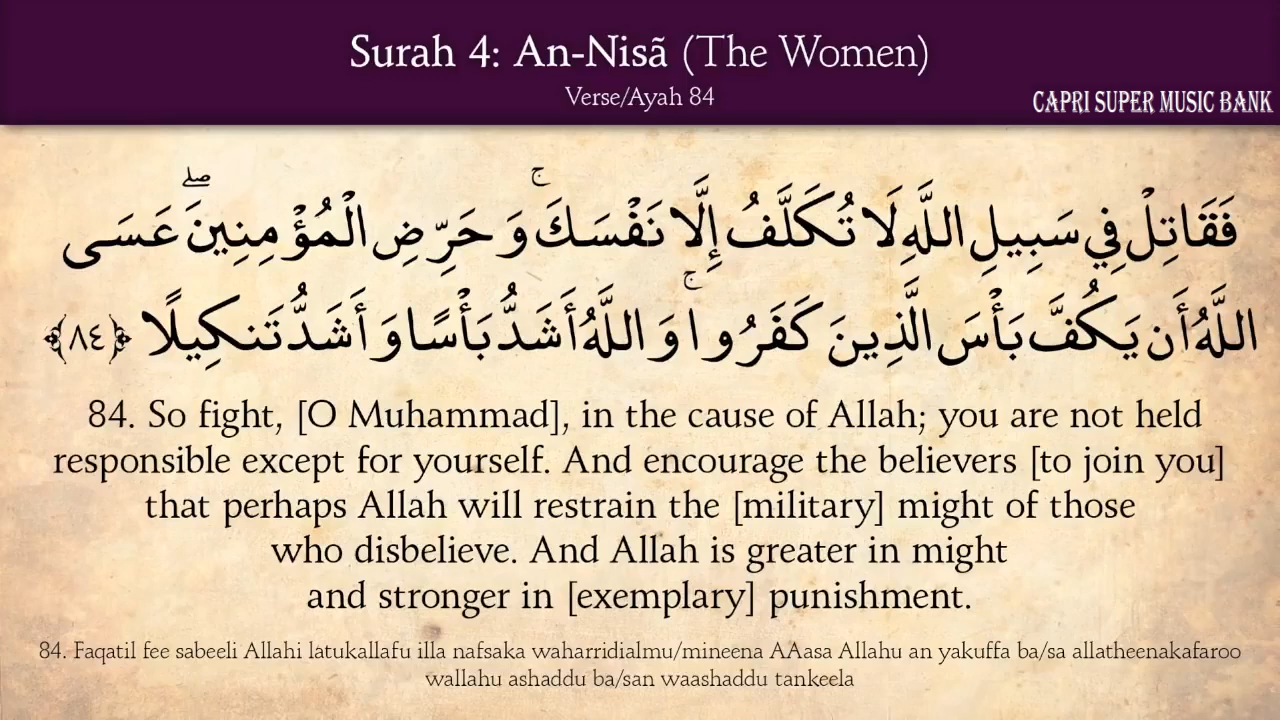 Surah 4: An-Nisã (The Women)
Verse/Ayah 84
CAPRI SUPER MUSIC BANK
فَقَاتِلْ فِي سَبِيلِ اللَّهِ لَا تُكَلَّفُ إِلَّا نَفْسَكَ ۚ وَحَرِّضِ الْمُؤْمِنِينَ ۖ عَسَى
اللَّهُ أَن يَكُفَّ بَأْسَ الَّذِينَ كَفَرُوا ۚ وَاللَّهُ أَشَدُّ بَأْسًا وَأَشَدُّ تَنكِيلًا ﴿٨٤﴾
84. So fight, [O Muhammad], in the cause of Allah; you are not held
responsible except for yourself. And encourage the believers [to join you]
that perhaps Allah will restrain the [military] might of those
who disbelieve. And Allah is greater in might
and stronger in [exemplary] punishment.
84. Faqatil fee sabeeli Allahi latukallafu illa nafsaka waharridialmu/mineena AAasa Allahu an yakuffa ba/sa allatheenakafaroo
wallahu ashaddu ba/san waashaddu tankeela